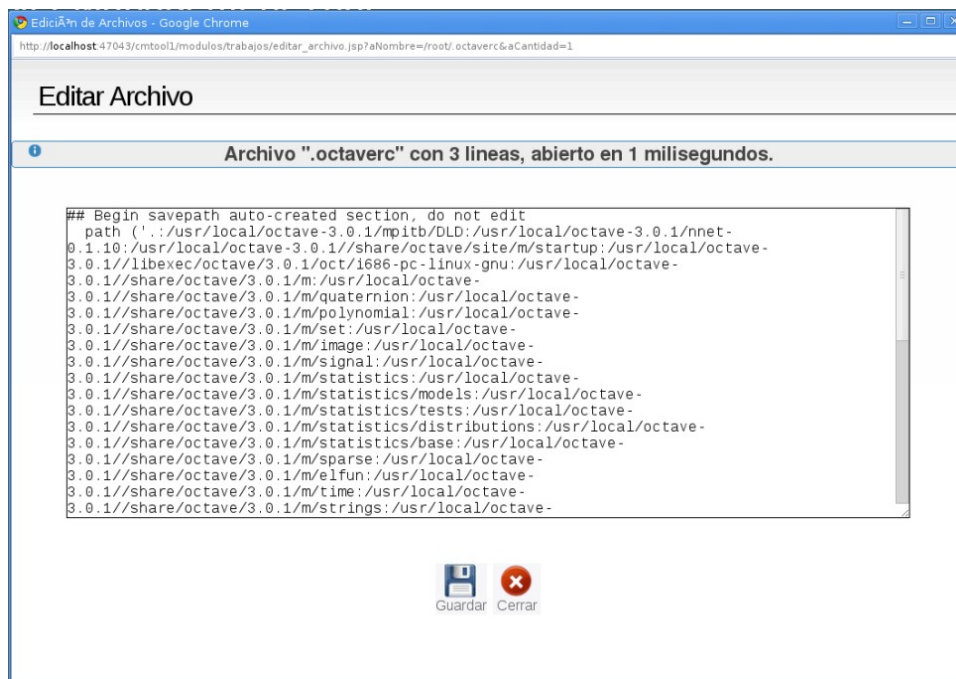 EdiciÃ³n de Archivos - Google Chrome
http://localhost:47043/cmtool1/modulos/trabajos/editar_archivo.jsp?aNombre=/root/.octaverc&aCantidad=1
Editar Archivo
Archivo ".octaverc" con 3 lineas, abierto en 1 milisegundos.
## Begin savepath auto-created section, do not edit
path ('.:/usr/local/octave-3.0.1/mpitb/DLD:/usr/local/octave-3.0.1/nnet-
0.1.10:/usr/local/octave-3.0.1//share/octave/site/m/startup:/usr/local/octave-
3.0.1//libexec/octave/3.0.1/oct/i686-pc-linux-gnu:/usr/local/octave-
3.0.1//share/octave/3.0.1/m:/usr/local/octave-
3.0.1//share/octave/3.0.1/m/quaternion:/usr/local/octave-
3.0.1//share/octave/3.0.1/m/polynomial:/usr/local/octave-
3.0.1//share/octave/3.0.1/m/set:/usr/local/octave-
3.0.1//share/octave/3.0.1/m/image:/usr/local/octave-
3.0.1//share/octave/3.0.1/m/signal:/usr/local/octave-
3.0.1//share/octave/3.0.1/m/statistics:/usr/local/octave-
3.0.1//share/octave/3.0.1/m/statistics/models:/usr/local/octave-
3.0.1//share/octave/3.0.1/m/statistics/tests:/usr/local/octave-
3.0.1//share/octave/3.0.1/m/statistics/distributions:/usr/local/octave-
3.0.1//share/octave/3.0.1/m/statistics/base:/usr/local/octave-
3.0.1//share/octave/3.0.1/m/sparse:/usr/local/octave-
3.0.1//share/octave/3.0.1/m/elfun:/usr/local/octave-
3.0.1//share/octave/3.0.1/m/time:/usr/local/octave-
3.0.1//share/octave/3.0.1/m/strings:/usr/local/octave-
Guardar Cerrar